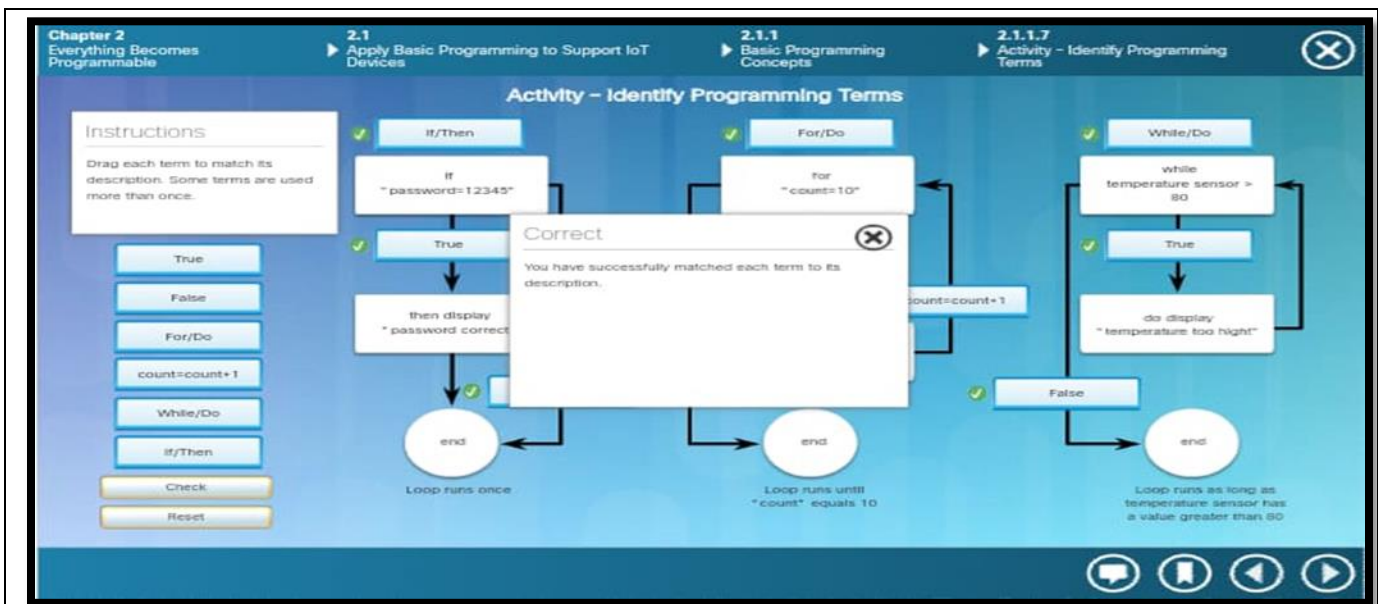 Chapter 2
Everything Becomes
Programmable
2.1
Apply Basic Programming to Support IoT
Devices
2.1.1
Basic Programming
Concepts
2.1.1.7
Activity – Identify Programming
Terms
Activity – Identify Programming Terms
Instructions
Drag each term to match its
description. Some terms are used
more than once.
True
False
For/Do
count=count+1
While/Do
If/Then
Check
Reset
If/Then
If
"password=12345"
True
then display
"password correct
end
Loop runs once
For/Do
for
"count=10"
Correct
You have successfully matched each term to its
description.
ount=count+1
end
Loop runs until
"count" equals 10
While/Do
while
temperature sensor >
80
True
do display
"temperature too hight"
False
end
Loop runs as long as
temperature sensor has
a value greater than 80